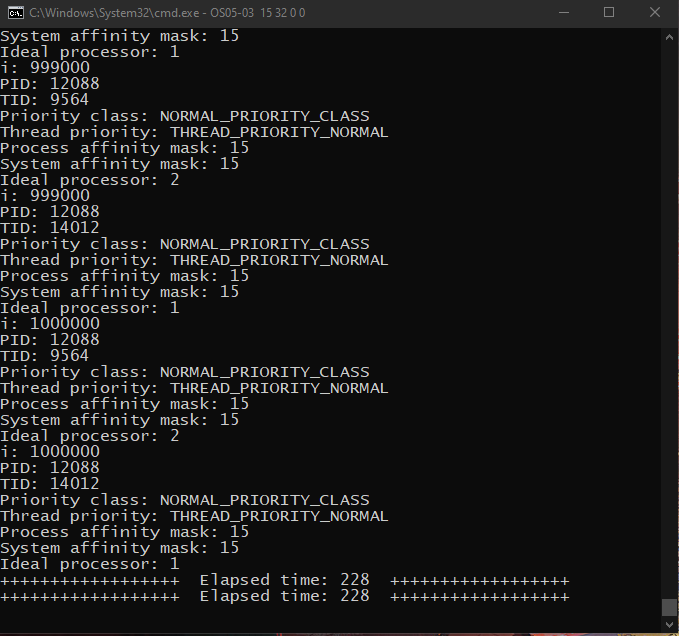 C:\Windows\System32\cmd.exe - OS05-03 15 32 0 0
System affinity mask: 15
Ideal processor: 1
i: 999000
PID: 12088
TID: 9564
Priority class: NORMAL_PRIORITY_CLASS
Thread priority: THREAD_PRIORITY_NORMAL
Process affinity mask: 15
System affinity mask: 15
Ideal processor: 2
i: 999000
PID: 12088
TID: 14012
Priority class: NORMAL_PRIORITY_CLASS
Thread priority: THREAD_PRIORITY_NORMAL
Process affinity mask: 15
System affinity mask: 15
Ideal processor: 1
i: 1000000
PID: 12088
TID: 9564
Priority class: NORMAL_PRIORITY_CLASS
Thread priority: THREAD_PRIORITY_NORMAL
Process affinity mask: 15
System affinity mask: 15
Ideal processor: 2
i: 1000000
PID: 12088
TID: 14012
Priority class: NORMAL_PRIORITY_CLASS
Thread priority: THREAD_PRIORITY_NORMAL
Process affinity mask: 15
System affinity mask: 15
Ideal processor: 1
++++++++++++++++++ Elapsed time: 228 ++++++++++++++++++
++++++++++++++++++ Elapsed time: 228 ++++++++++++++++++